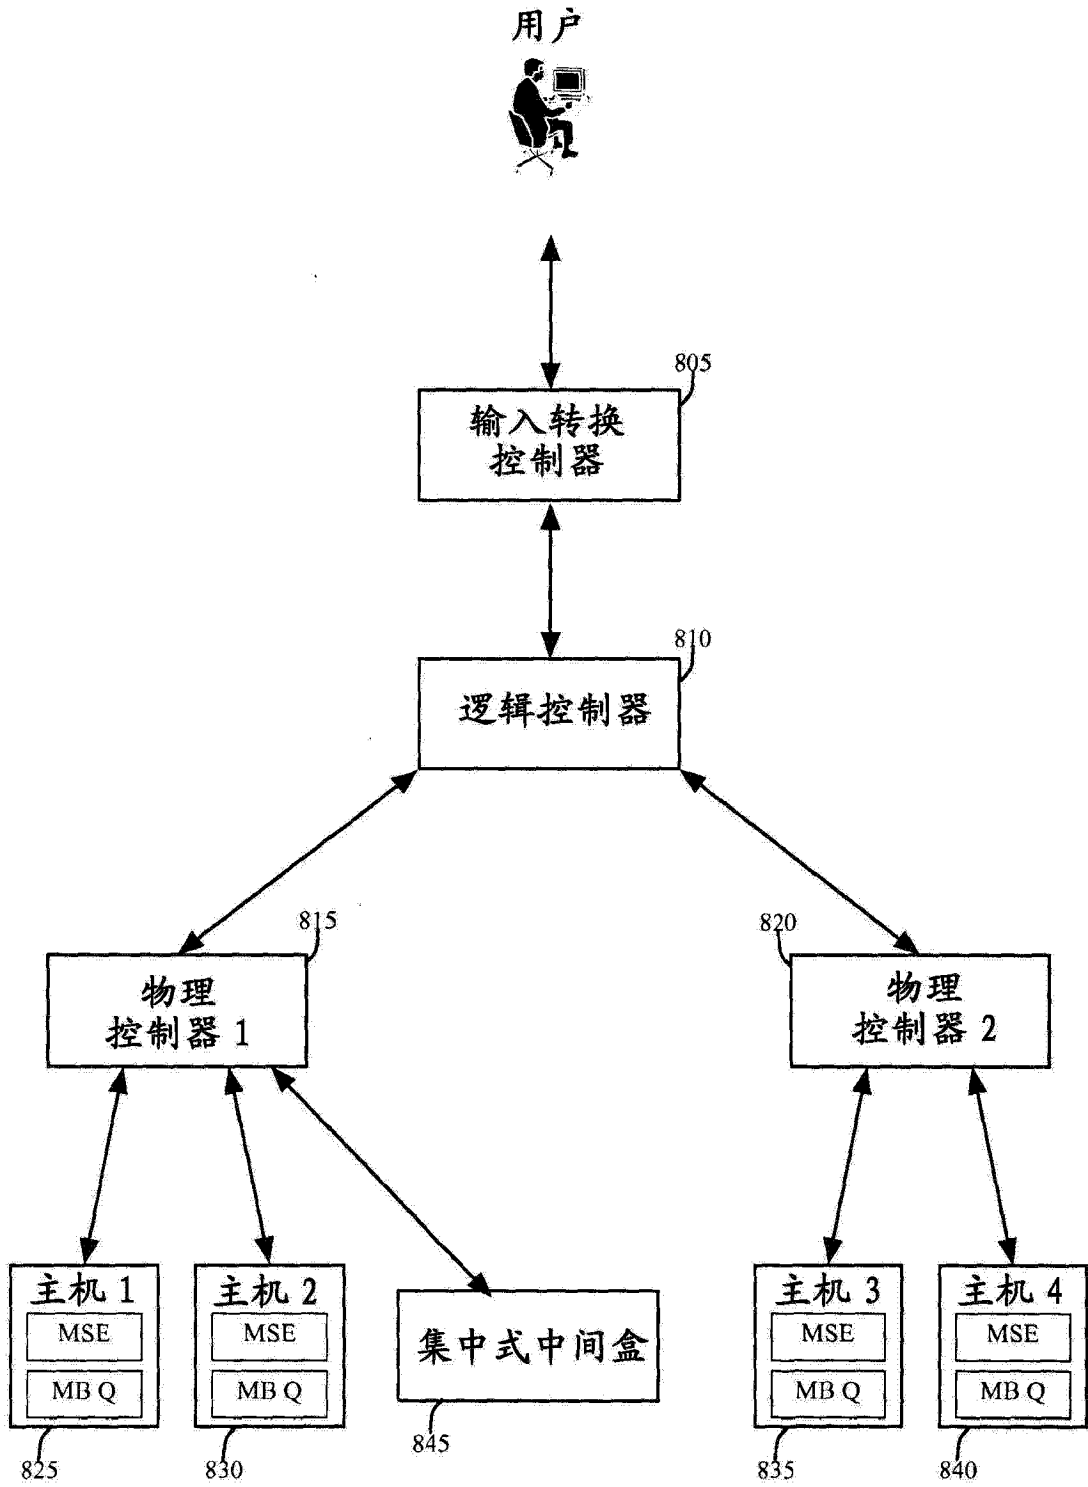 用户
805
输入转换
控制器
810
逻辑控制器
815
物理
控制器 1
820
物理
控制器 2
主机 1
MSE
MB Q
825
主机 2
MSE
MB Q
830
集中式中间盒
845
主机 3
MSE
MB Q
835
主机 4
MSE
MB Q
840